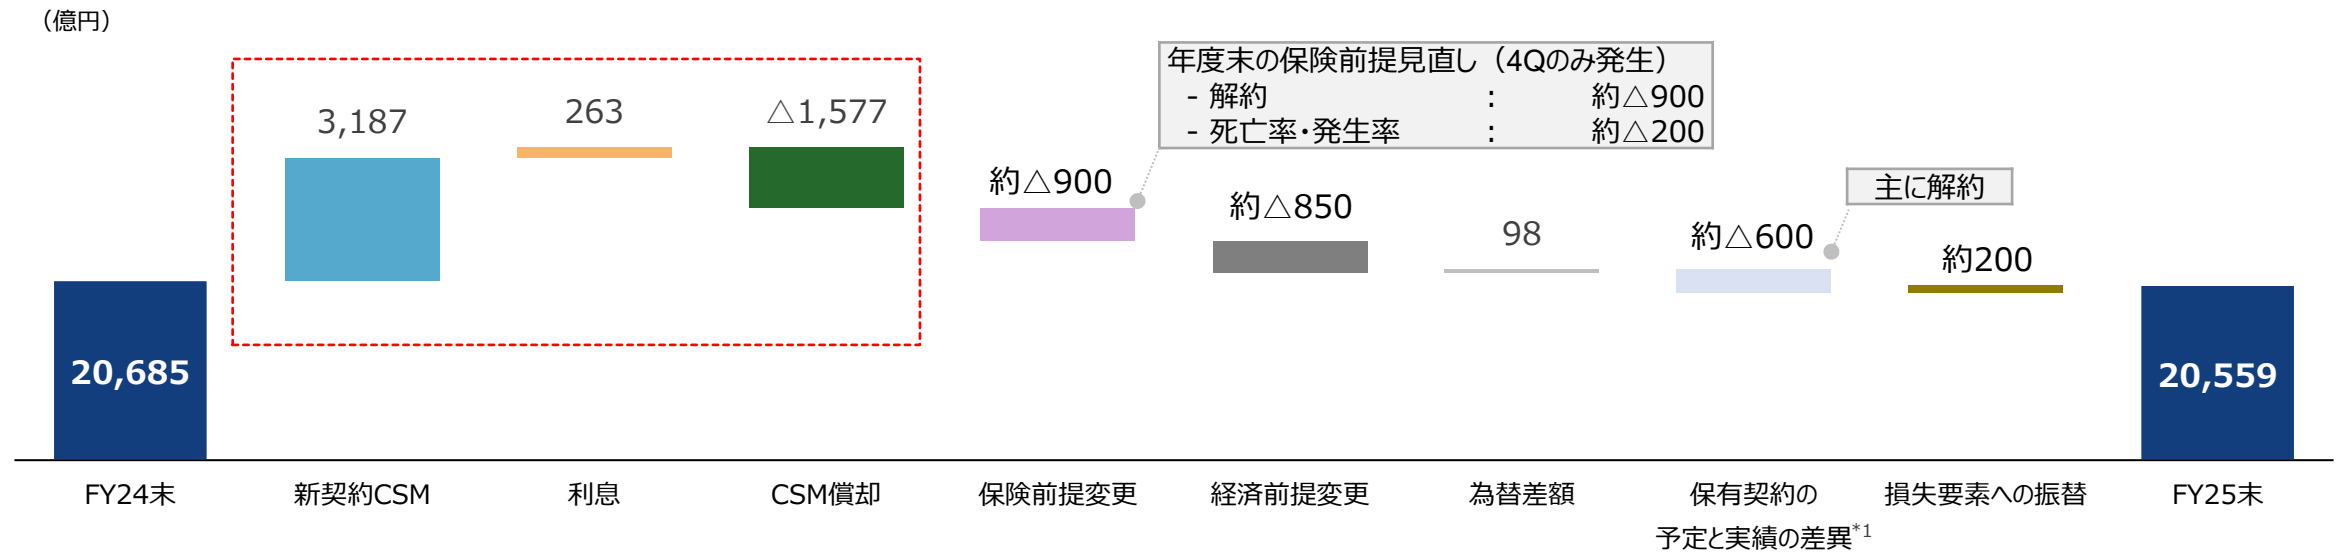 （億円）
年度末の保険前提見直し（4Qのみ発生）
- 解約 ： 約△900
- 死亡率・発生率 ： 約△200
3,187
263
△1,577
約△900
約△850
98
約△600
主に解約
約200
20,685
20,559
FY24末
新契約CSM
利息
CSM償却
保険前提変更
経済前提変更
為替差額
保有契約の
予定と実績の差異*1
損失要素への振替
FY25末